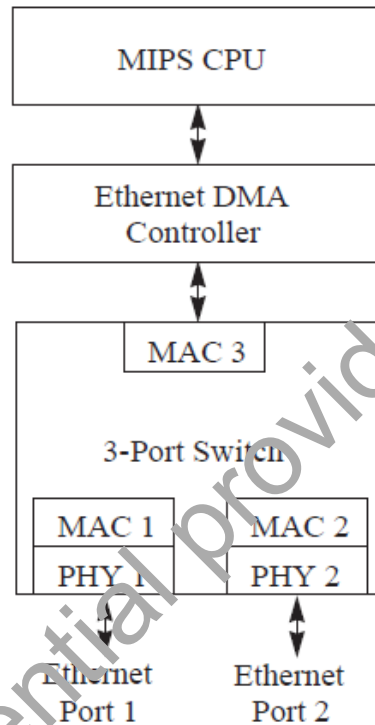 MIPS CPU
Ethernet DMA
Controller
MAC 3
3-Port Switch
MAC 1
MAC 2
PHY 1
PHY 2
Ethernet
Port 1
Ethernet
Port 2